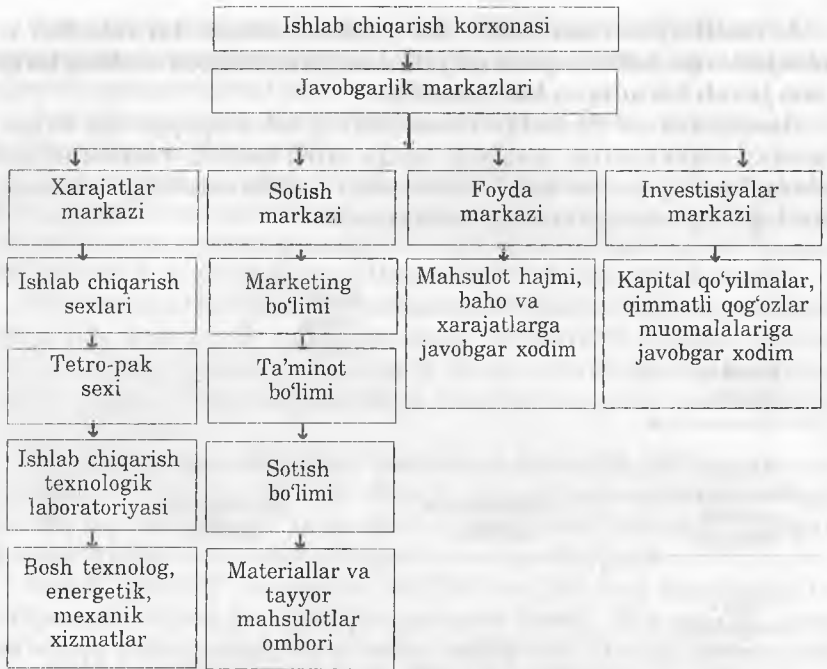 Ishlab chiqarish korxonasi
Javobgarlik markazlari
Xarajatlar
markazi
Sotish
markazi
Foyda
markazi
Investisiyalar
markazi
Ishlab chiqarish
sexlari
Marketing
bo‘limi
Mahsulot hajmi,
baho va
xarajatlarga
javobgar xodim
Kapital qo‘yilmalar,
qimmatli qog‘ozlar
muomalalariga
javobgar xodim
Tetro-pak
sexi
Ta’minot
bo‘limi
Ishlab chiqarish
texnologik
laboratoriyasi
Sotish
bo‘limi
Bosh texnolog,
energetik,
mexanik
xizmatlar
Materiallar va
tayyor
mahsulotlar
ombori